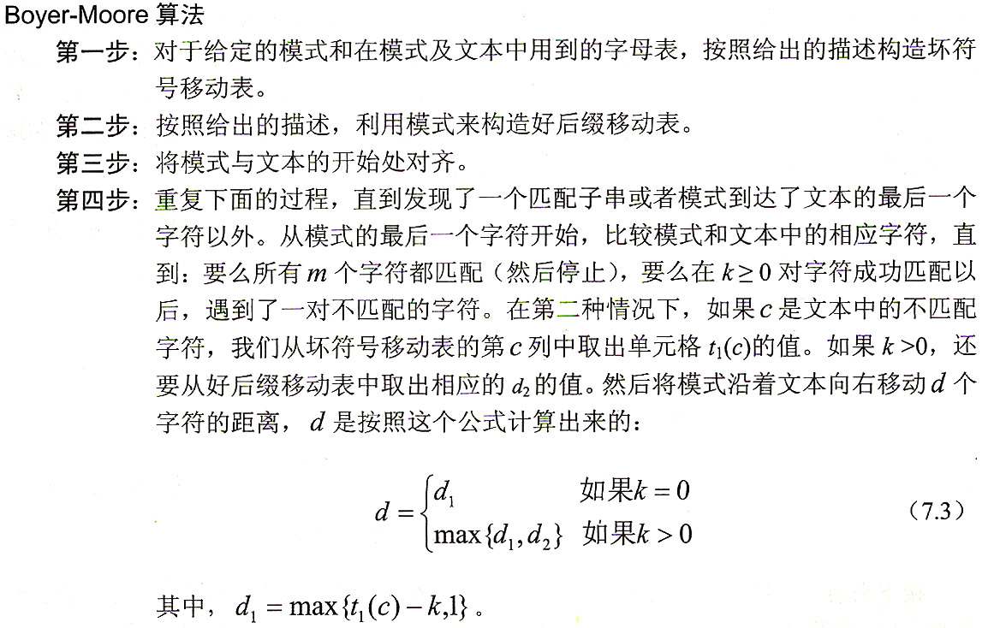 Boyer-Moore 算法
第一步：对于给定的模式和在模式及文本中用到的字母表，按照给出的描述构造坏符
号移动表。
第二步：按照给出的描述，利用模式来构造好后缀移动表。
第三步：将模式与文本的开始处对齐。
第四步：重复下面的过程，直到发现了一个匹配子串或者模式到达了文本的最后一个
字符以外。从模式的最后一个字符开始，比较模式和文本中的相应字符，直
到：要么所有 m 个字符都匹配（然后停止），要么在 k ≥ 0 对字符成功匹配以
后，遇到了一对不匹配的字符。在第二种情况下，如果 c 是文本中的不匹配
字符，我们从坏符号移动表的第 c 列中取出单元格 t₁(c)的值。如果 k >0，还
要从好后缀移动表中取出相应的 d₂ 的值。然后将模式沿着文本向右移动 d 个
字符的距离， d 是按照这个公式计算出来的：
d = { d₁ 如果k = 0
max{d₁,d₂} 如果k > 0 （7.3）
其中， d₁ = max{t₁(c) − k,1} 。